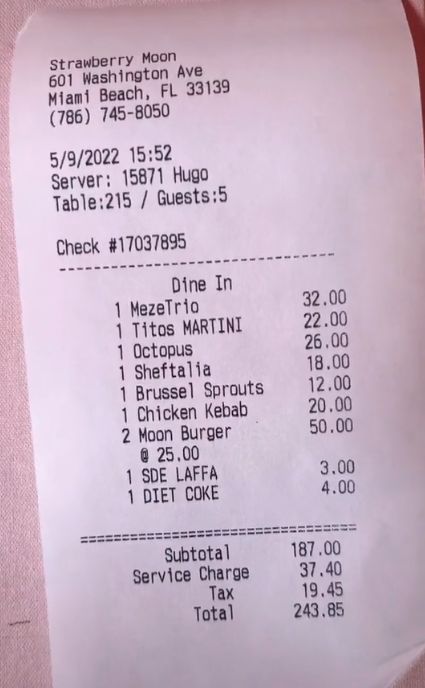 Strawberry Moon
601 Washington Ave
Miami Beach, FL 33139
(786) 745-8050
5/9/2022 15:52
Server: 15871 Hugo
Table:215 / Guests:5
Check #17037895
Dine In
1 MezeTrio 32.00
1 Titos MARTINI 22.00
1 Octopus 26.00
1 Sheftalia 18.00
1 Brussel Sprouts 12.00
1 Chicken Kebab 20.00
2 Moon Burger 50.00
@ 25.00
1 SDE LAFFA 3.00
1 DIET COKE 4.00
Subtotal 187.00
Service Charge 37.40
Tax 19.45
Total 243.85